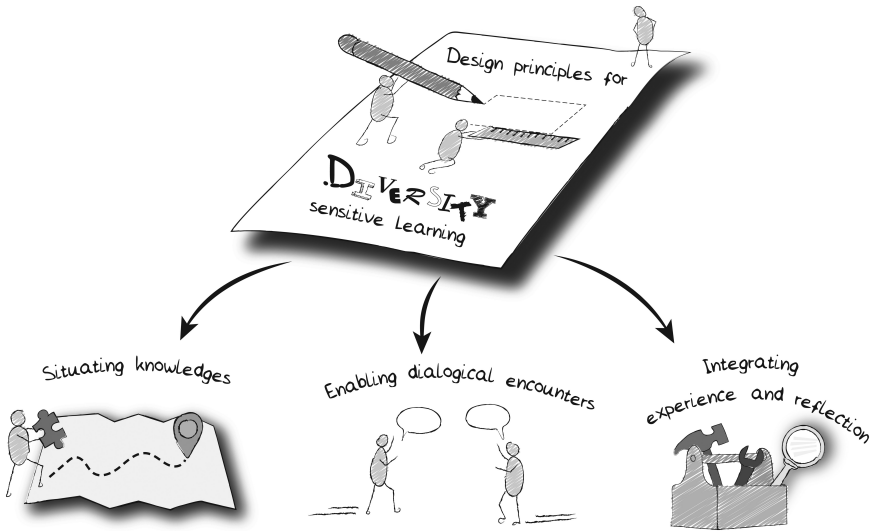 Design principles for
DIVERSITY
sensitive Learning
Situating knowledges
Enabling dialogical encounters
Integrating
experience and reflection